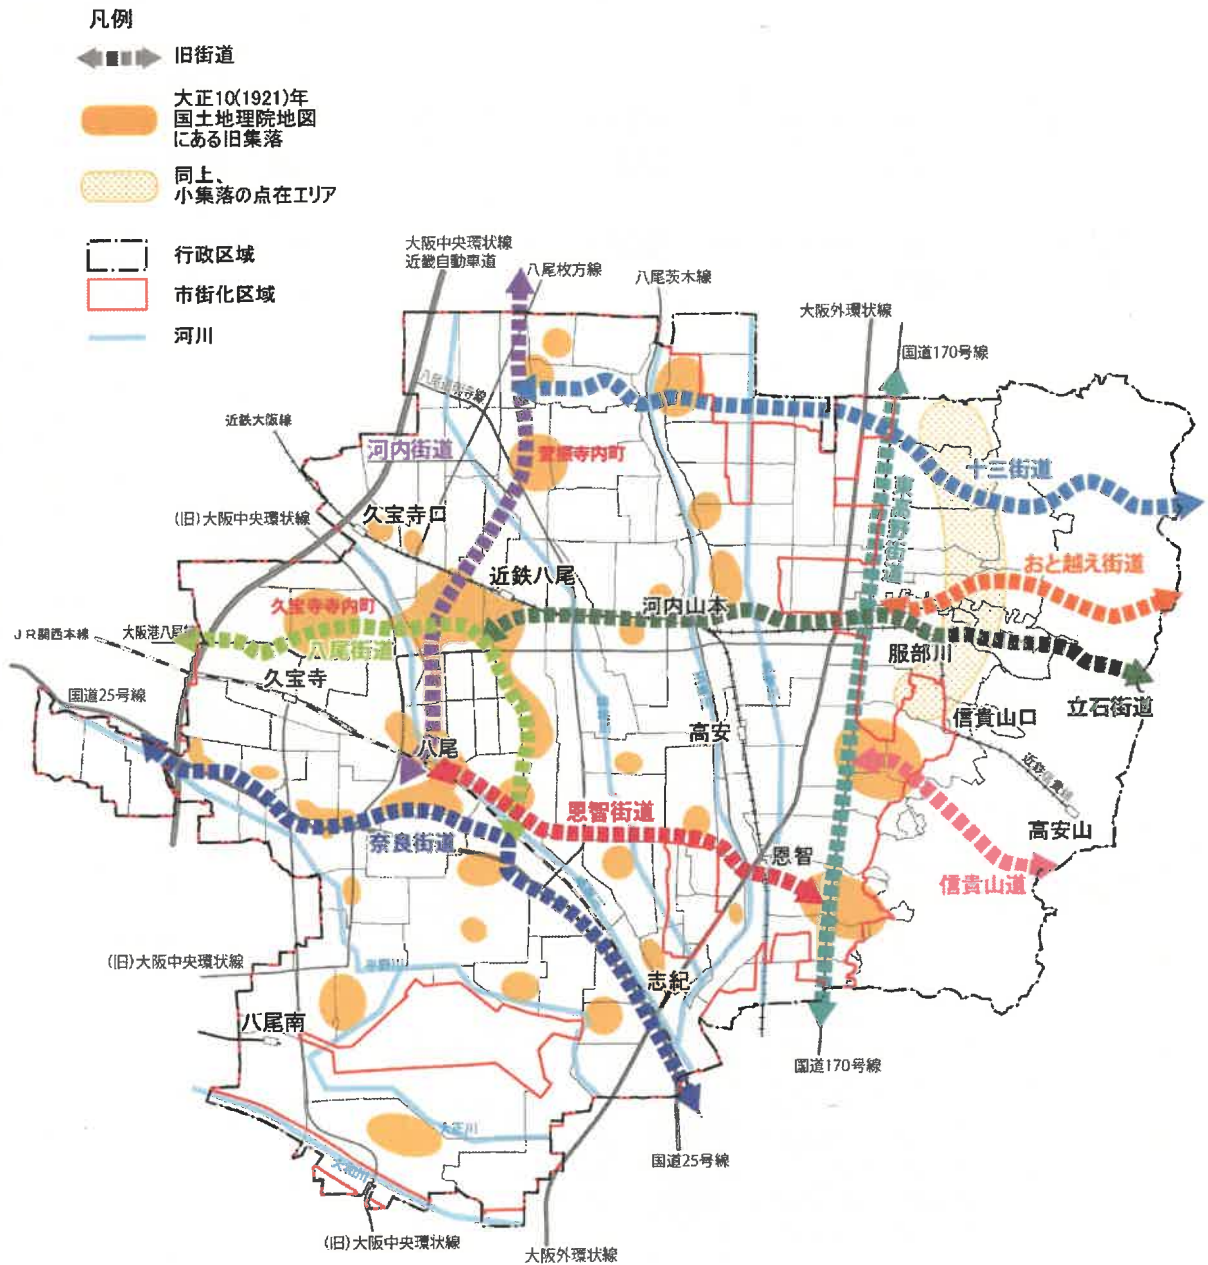 凡例
旧街道
大正10(1921)年
国土地理院地図
にある旧集落
同上、
小集落の点在エリア
行政区域
市街化区域
河川
大阪中央環状線
近畿自動車道
八尾枚方線
八尾茨木線
大阪外環状線
国道170号線
近鉄大阪線
河内街道
萱振寺内町
十三街道
東高野街道
(旧)大阪中央環状線
久宝寺口
近鉄八尾
おと越え街道
河内山本
久宝寺寺内町
JR関西本線
八尾街道
服部川
久宝寺
国道25号線
立石街道
信貴山口
高安
八尾
近鉄信貴線
恩智街道
高安山
奈良街道
恩智
信貴山道
(旧)大阪中央環状線
平野川
志紀
八尾南
国道170号線
大正川
国道25号線
大和川
(旧)大阪中央環状線
大阪外環状線